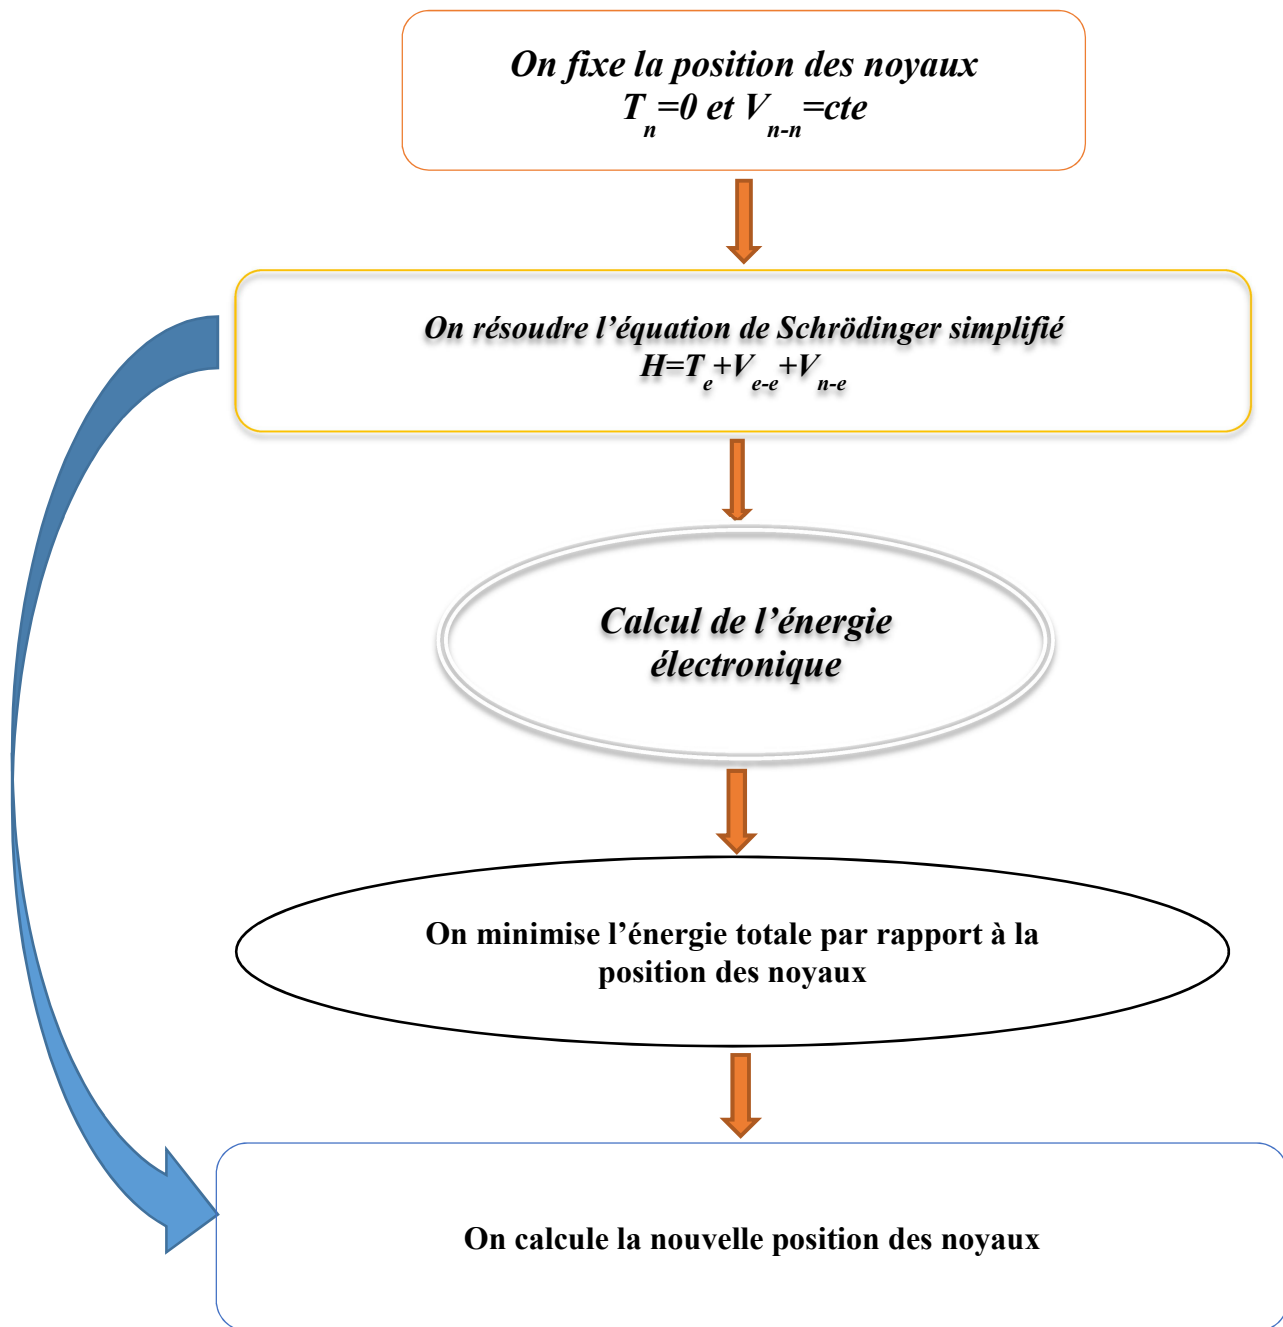 On fixe la position des noyaux
Tn=0 et Vn-n=cte
On résoudre l’équation de Schrödinger simplifié
H=Te+Ve-e+Vn-e
Calcul de l’énergie
électronique
On minimise l’énergie totale par rapport à la
position des noyaux
On calcule la nouvelle position des noyaux